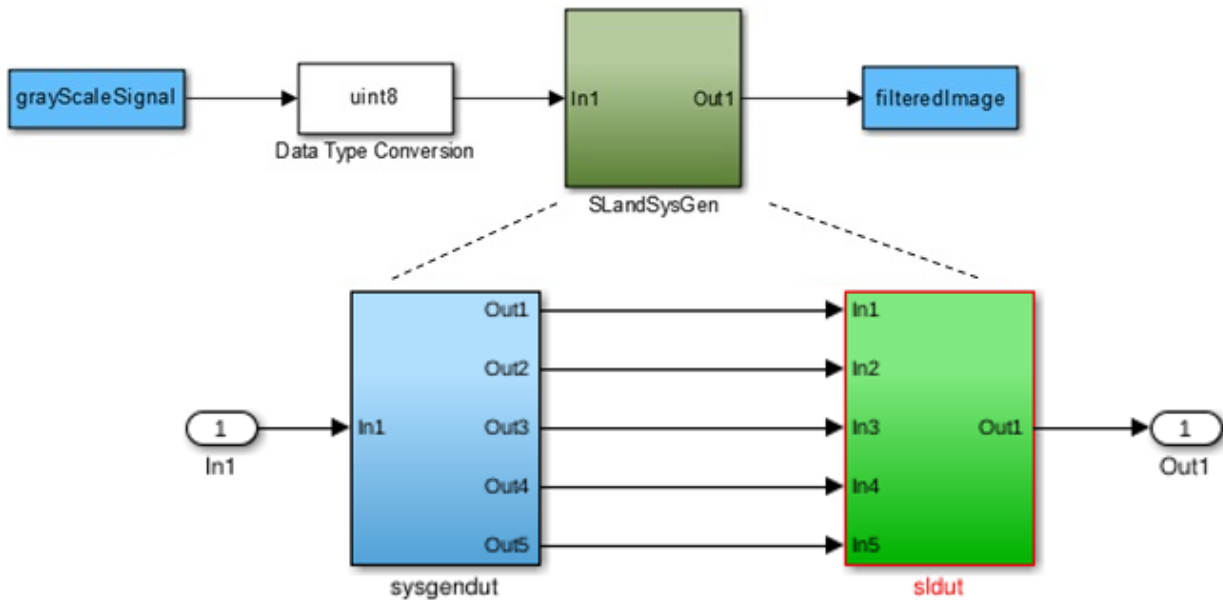 grayScaleSignal
uint8
In1
Out1
filteredImage
Data Type Conversion
SLandSysGen
Out1
In1
Out2
In2
1
In1
Out3
In3
Out1
1
In1
Out1
Out4
In4
Out5
In5
sysgendut
sldut